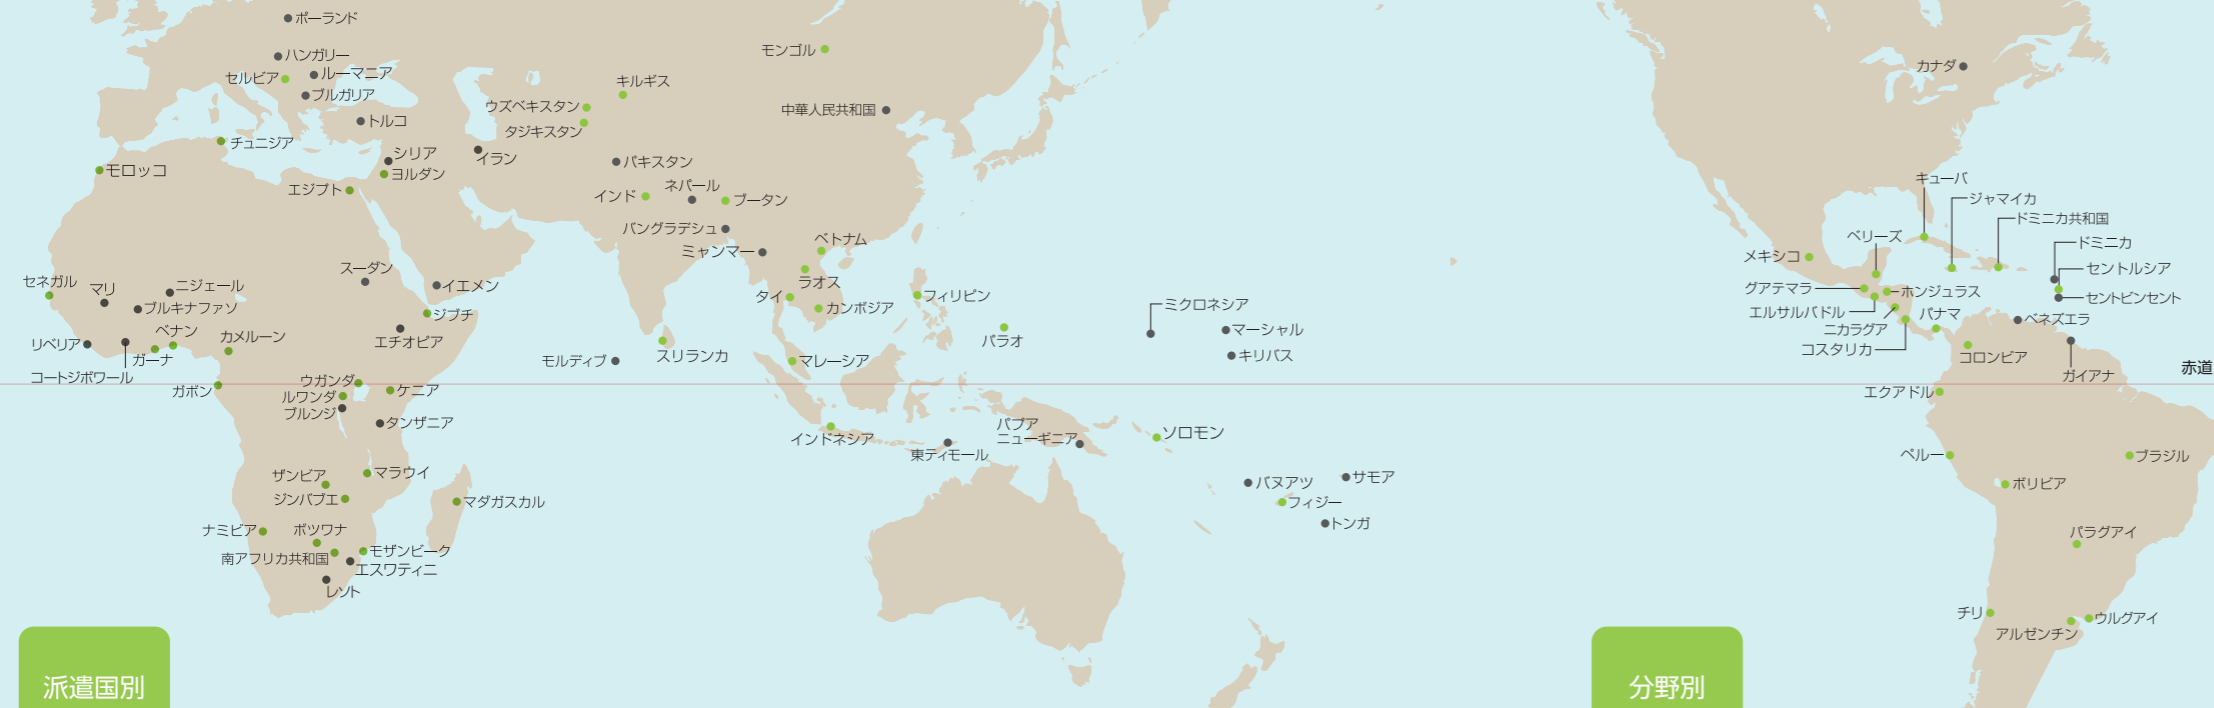 ポーランド
ハンガリー
セルビア
ルーマニア
ブルガリア
トルコ
チュニジア
モロッコ
シリア
ヨルダン
エジプト
イラン
モンゴル
キルギス
ウズベキスタン
タジキスタン
中華人民共和国
パキスタン
インド
ネパール
ブータン
バングラデシュ
ミャンマー
ベトナム
ラオス
タイ
カンボジア
フィリピン
スーダン
イエメン
ジブチ
エチオピア
セネガル
マリ
ニジェール
ブルキナファソ
ベナン
カメルーン
リベリア
ガーナ
コートジボワール
ガボン
ウガンダ
ルワンダ
ブルンジ
ケニア
タンザニア
ザンビア
マラウイ
ジンバブエ
マダガスカル
ナミビア
ボツワナ
南アフリカ共和国
モザンビーク
エスワティニ
レソト
モルディブ
スリランカ
マレーシア
パラオ
ミクロネシア
マーシャル
キリバス
インドネシア
東ティモール
パプア
ニューギニア
ソロモン
バヌアツ
サモア
フィジー
トンガ
カナダ
キューバ
ジャマイカ
ドミニカ共和国
ドミニカ
セントルシア
セントビンセント
ベリーズ
メキシコ
グアテマラ
ホンジュラス
エルサルバドル
ニカラグア
パナマ
コスタリカ
ベネズエラ
コロンビア
ガイアナ
赤道
エクアドル
ペルー
ブラジル
ボリビア
パラグアイ
チリ
アルゼンチン
ウルグアイ
派遣国別
分野別